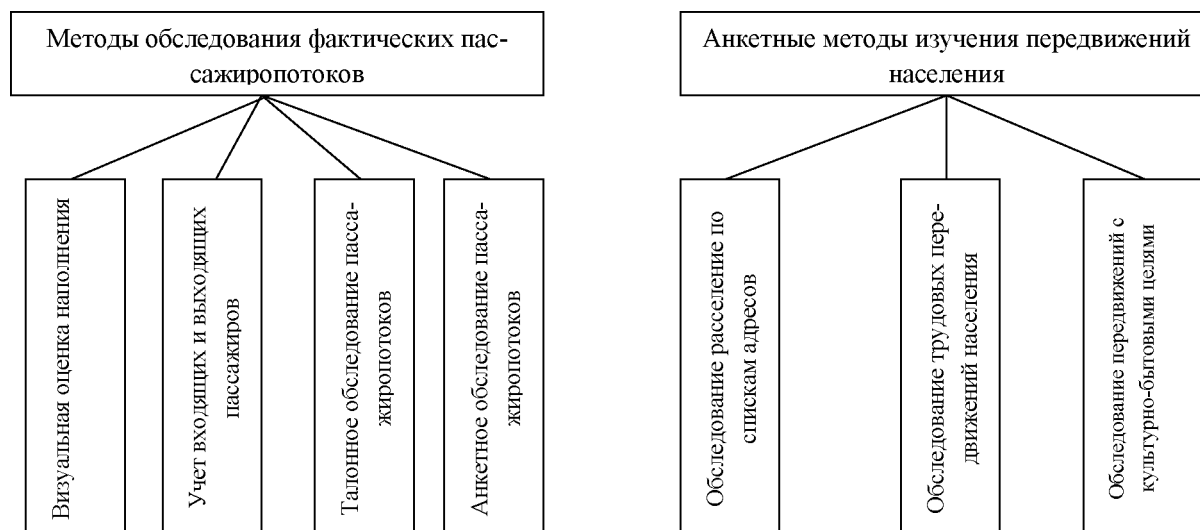 Методы обследования фактических пас-
сажиропотоков
Анкетные методы изучения передвижений
населения
Визуальная оценка наполнения
Учет входящих и выходящих
пассажиров
Талонное обследование пасса-
жиропотоков
Анкетное обследование пасса-
жиропотоков
Обследование расселение по
спискам адресов
Обследование трудовых пере-
движений населения
Обследование передвижений с
культурно-бытовыми целями